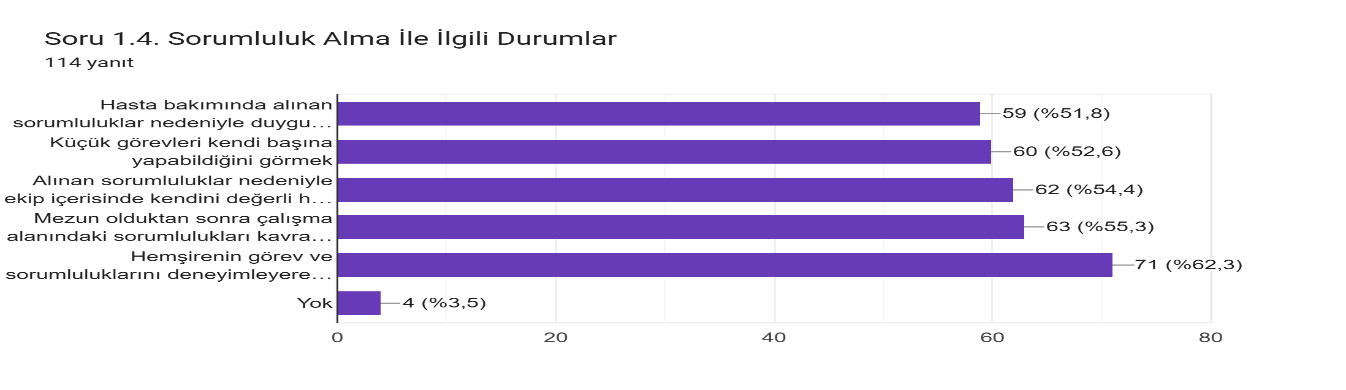 Soru 1.4. Sorumluluk Alma İle İlgili Durumlar
114 yanıt
Hasta bakımında alınan
sorumluluklar nedeniyle duygu…
59 (%51,8)
Küçük görevleri kendi başına
yapabildiğini görmek
60 (%52,6)
Alınan sorumluluklar nedeniyle
ekip içerisinde kendini değerli h…
62 (%54,4)
Mezun olduktan sonra çalışma
alanındaki sorumlulukları kavra…
63 (%55,3)
Hemşirenin görev ve
sorumluluklarını deneyimleyere…
71 (%62,3)
Yok
4 (%3,5)
0 20 40 60 80